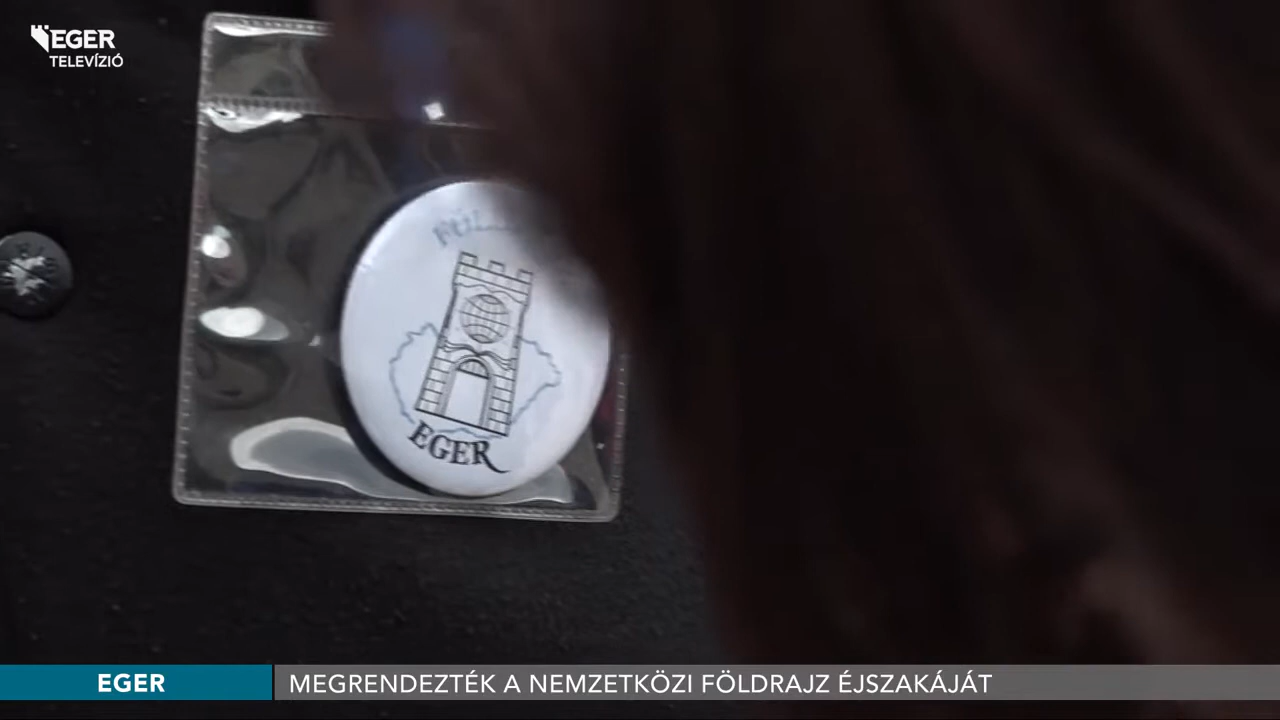 EGER
TELEVÍZIÓ
EGER
EGER
MEGRENDEZTÉK A NEMZETKÖZI FÖLDRAJZ ÉJSZAKÁJÁT